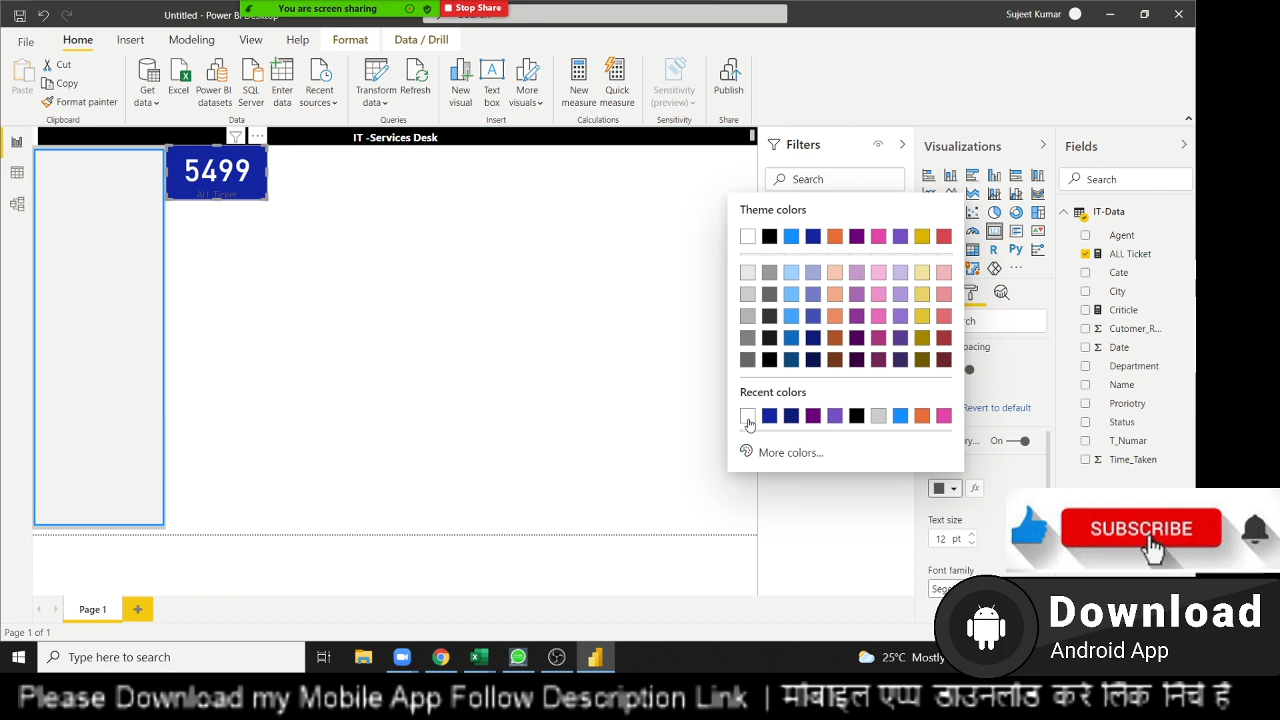 You are screen sharing
Stop Share
Untitled - Power BI Desktop
Search
Sujeet Kumar
File Home Insert Modeling View Help Format Data / Drill
Paste
Cut
Copy
Format painter
Clipboard
Get data
Excel
Power BI datasets
SQL Server
Enter data
Recent sources
Data
Transform data
Refresh
Queries
New visual
Text box
More visuals
Insert
New measure
Quick measure
Calculations
Sensitivity (preview)
Sensitivity
Publish
Share
IT -Services Desk
5499
ALL Ticket
Filters
Search
Theme colors
Recent colors
More colors...
Visualizations
R Py
Revert to default
On
fx
Text size
12 pt
Font family
Fields
Search
IT-Data
Agent
ALL Ticket
Cate
City
Criticle
Σ Cutomer_R...
Σ Date
Department
Name
Proriotry
Status
T_Numar
Σ Time_Taken
SUBSCRIBE
Download
Android App
Page 1
Page 1 of 1
Type here to search
25°C Mostly
Please Download my Mobile App Follow Description Link | मोबाइल एप्प डाउनलोड करे लिंक निचे है